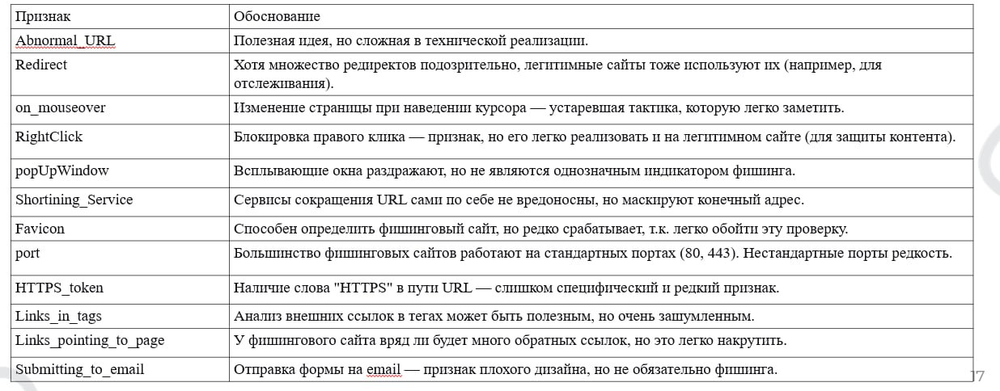 Признак Обоснование
Abnormal_URL Полезная идея, но сложная в технической реализации.
Redirect Хотя множество редиректов подозрительно, легитимные сайты тоже используют их (например, для
отслеживания).
on_mouseover Изменение страницы при наведении курсора — устаревшая тактика, которую легко заметить.
RightClick Блокировка правого клика — признак, но его легко реализовать и на легитимном сайте (для защиты контента).
popUpWindow Всплывающие окна раздражают, но не являются однозначным индикатором фишинга.
Shortining_Service Сервисы сокращения URL сами по себе не вредоносны, но маскируют конечный адрес.
Favicon Способен определить фишинговый сайт, но редко срабатывает, т.к. легко обойти эту проверку.
port Большинство фишинговых сайтов работают на стандартных портах (80, 443). Нестандартные порты редкость.
HTTPS_token Наличие слова "HTTPS" в пути URL — слишком специфический и редкий признак.
Links_in_tags Анализ внешних ссылок в тегах может быть полезным, но очень зашумленным.
Links_pointing_to_page У фишингового сайта вряд ли будет много обратных ссылок, но это легко накрутить.
Submitting_to_email Отправка формы на email — признак плохого дизайна, но не обязательно фишинга.
17